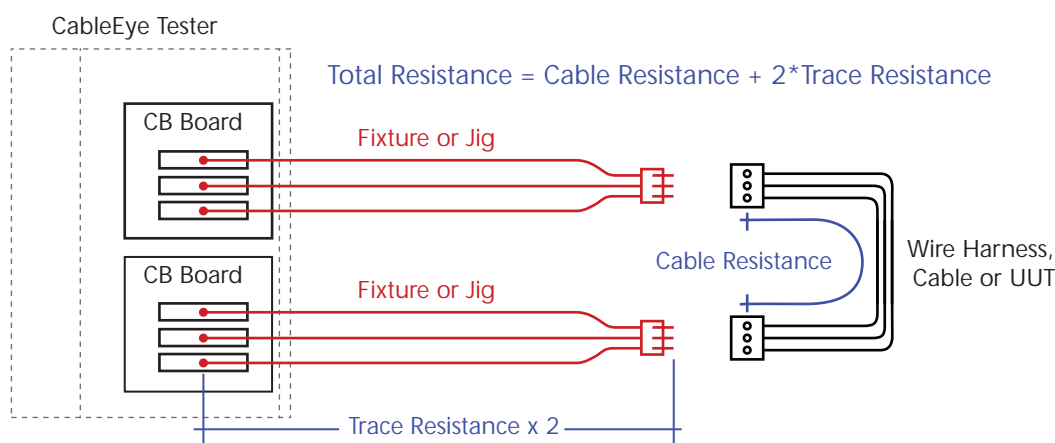 CableEye Tester
Total Resistance = Cable Resistance + 2*Trace Resistance
CB Board
Fixture or Jig
Cable Resistance
Wire Harness,
Cable or UUT
CB Board
Fixture or Jig
Trace Resistance x 2